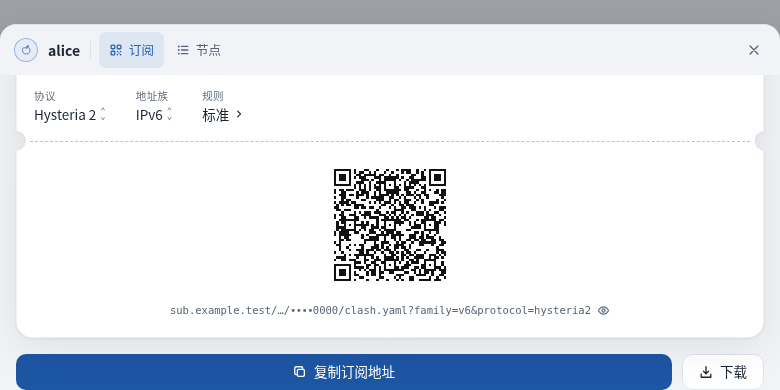 alice
订阅
节点
协议
地址族
规则
Hysteria 2
IPv6
标准
sub.example.test/…/••••0000/clash.yaml?family=v6&protocol=hysteria2
复制订阅地址
下载